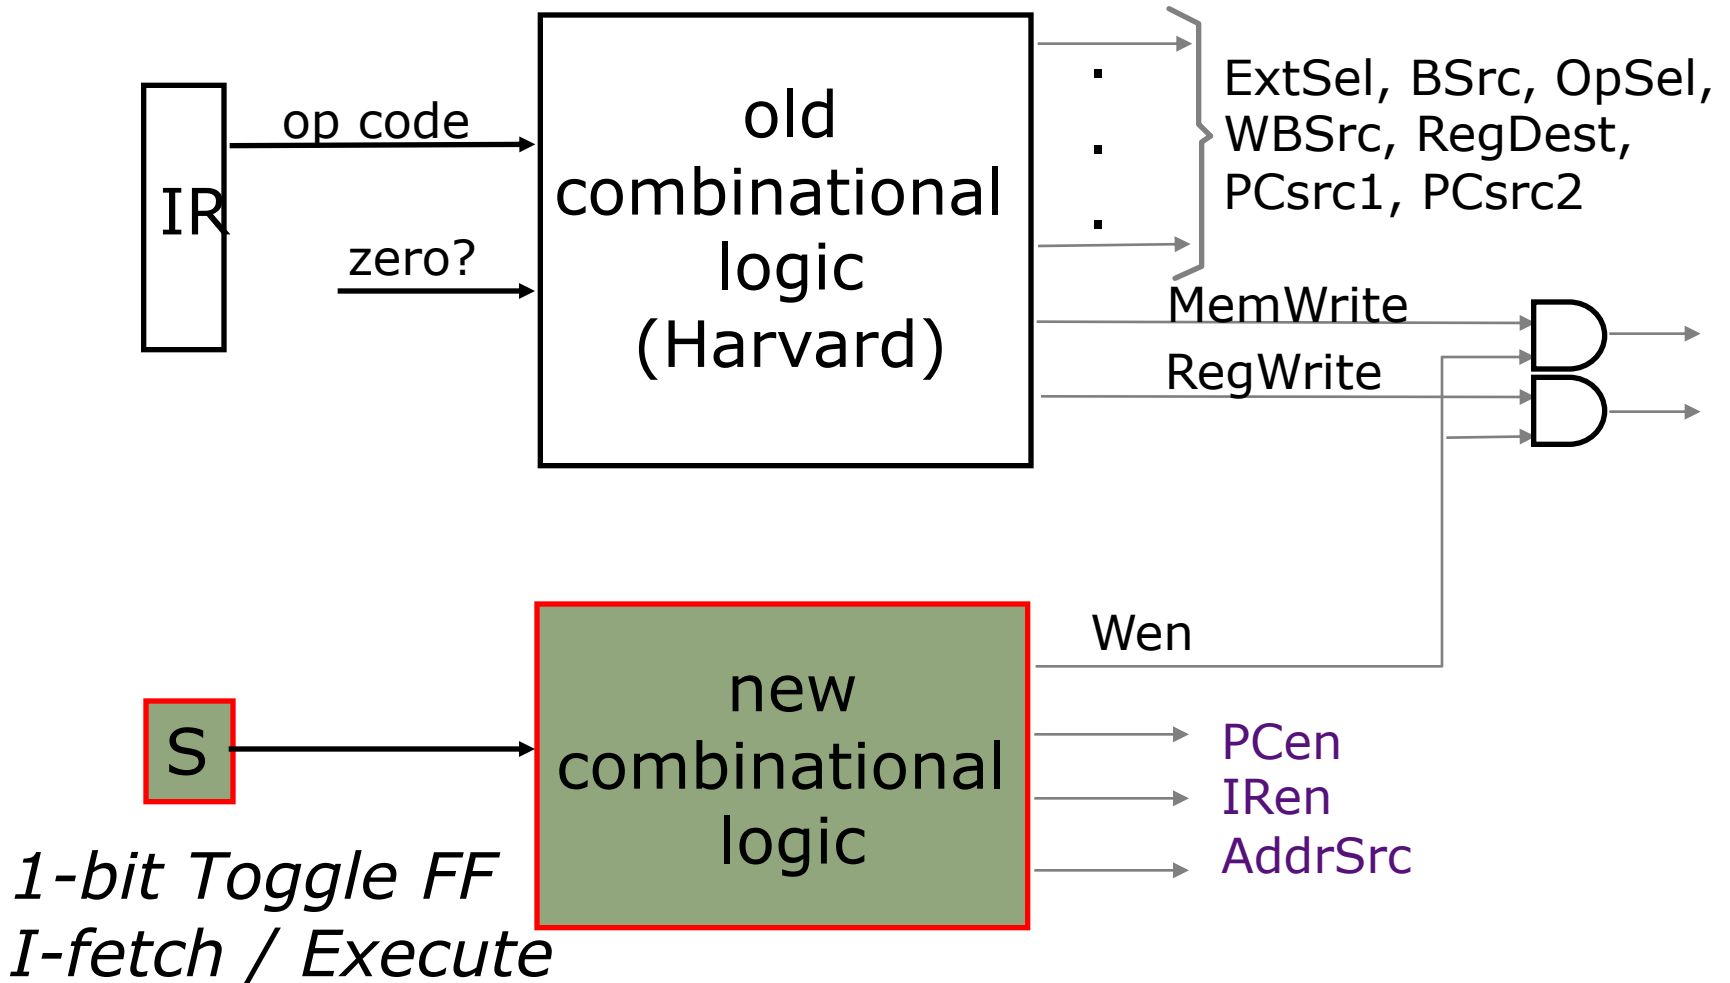 IR
op code
zero?
old
combinational
logic
(Harvard)
ExtSel, BSrc, OpSel,
WBSrc, RegDest,
PCsrc1, PCsrc2
MemWrite
RegWrite
S
1-bit Toggle FF
I-fetch / Execute
new
combinational
logic
Wen
PCen
IRen
AddrSrc